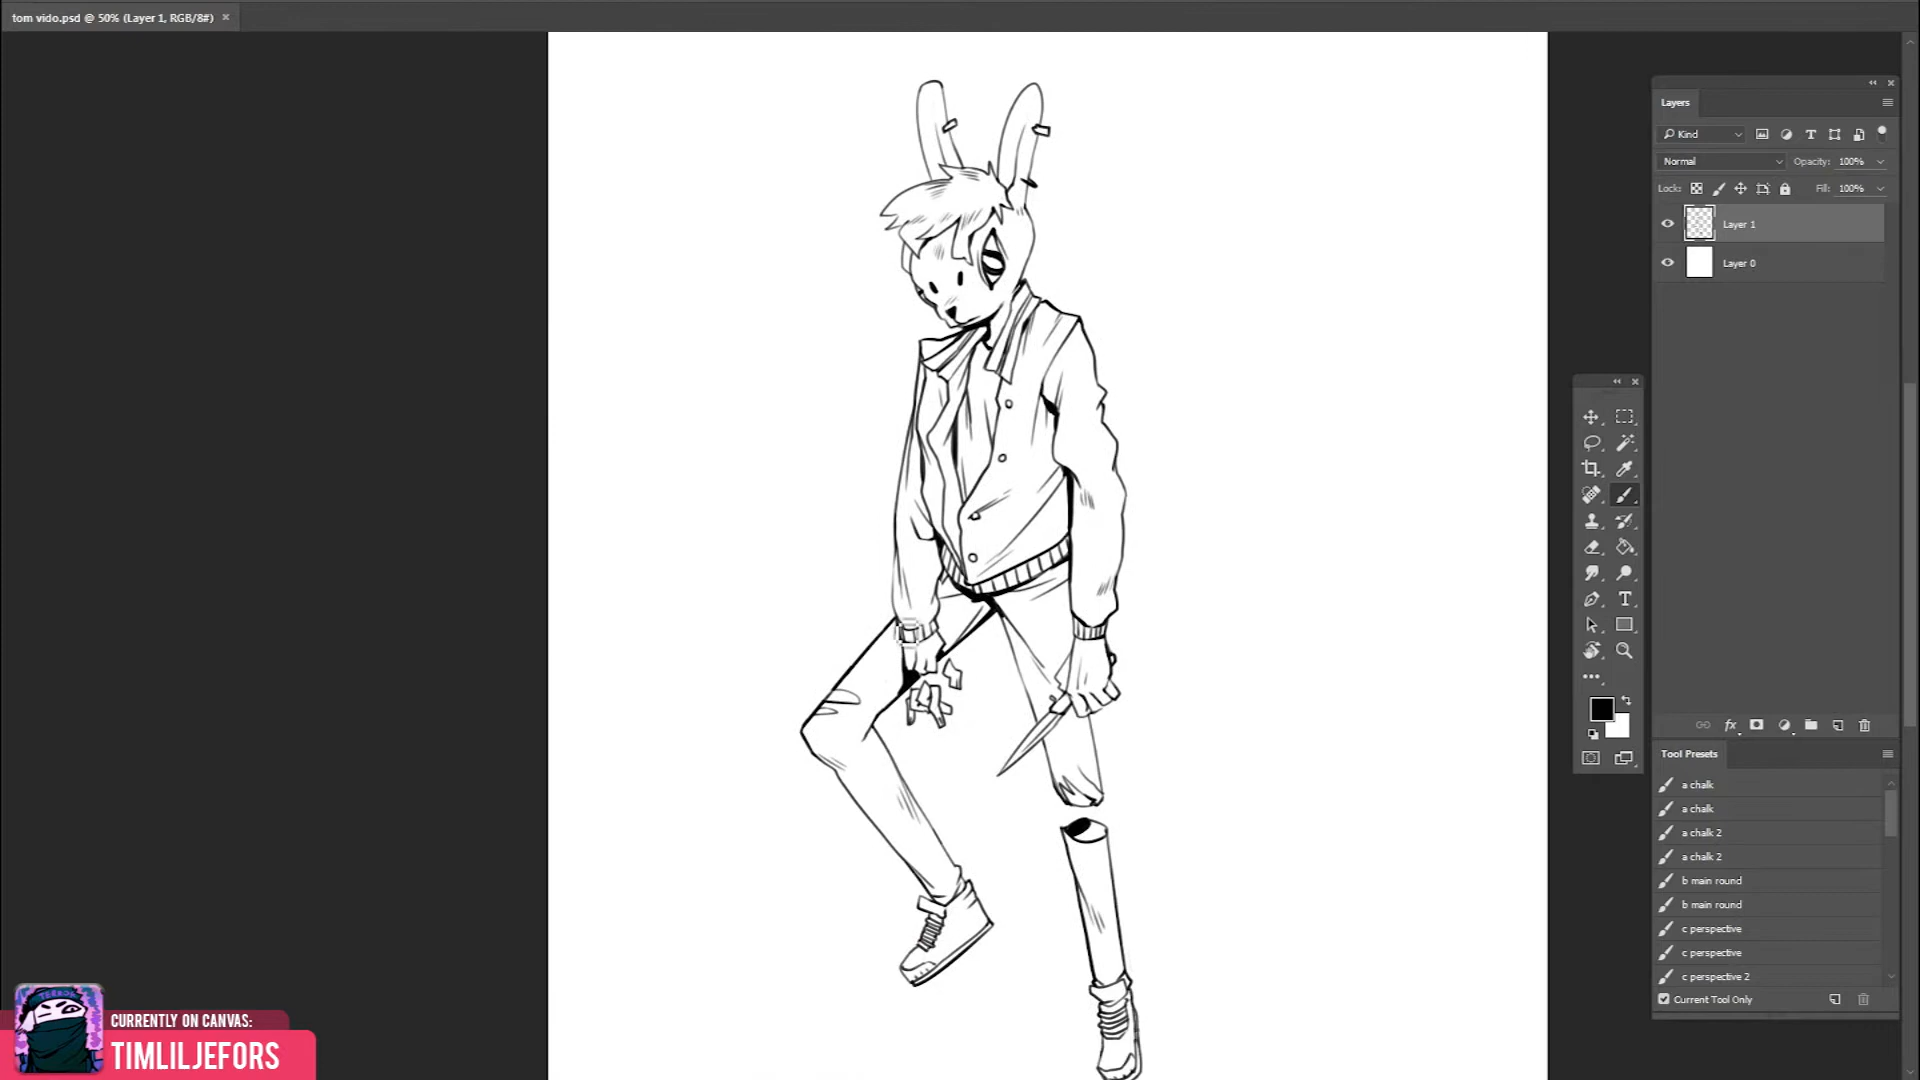 tom vido.psd @ 50% (Layer 1, RGB/8#) ×
Layers
Kind
Normal Opacity: 100%
Lock: Fill: 100%
Layer 1
Layer 0
fx
Tool Presets
a chalk
a chalk
a chalk 2
a chalk 2
b main round
b main round
c perspective
c perspective
c perspective 2
Current Tool Only
CURRENTLY ON CANVAS:
TIMLILJEFORS